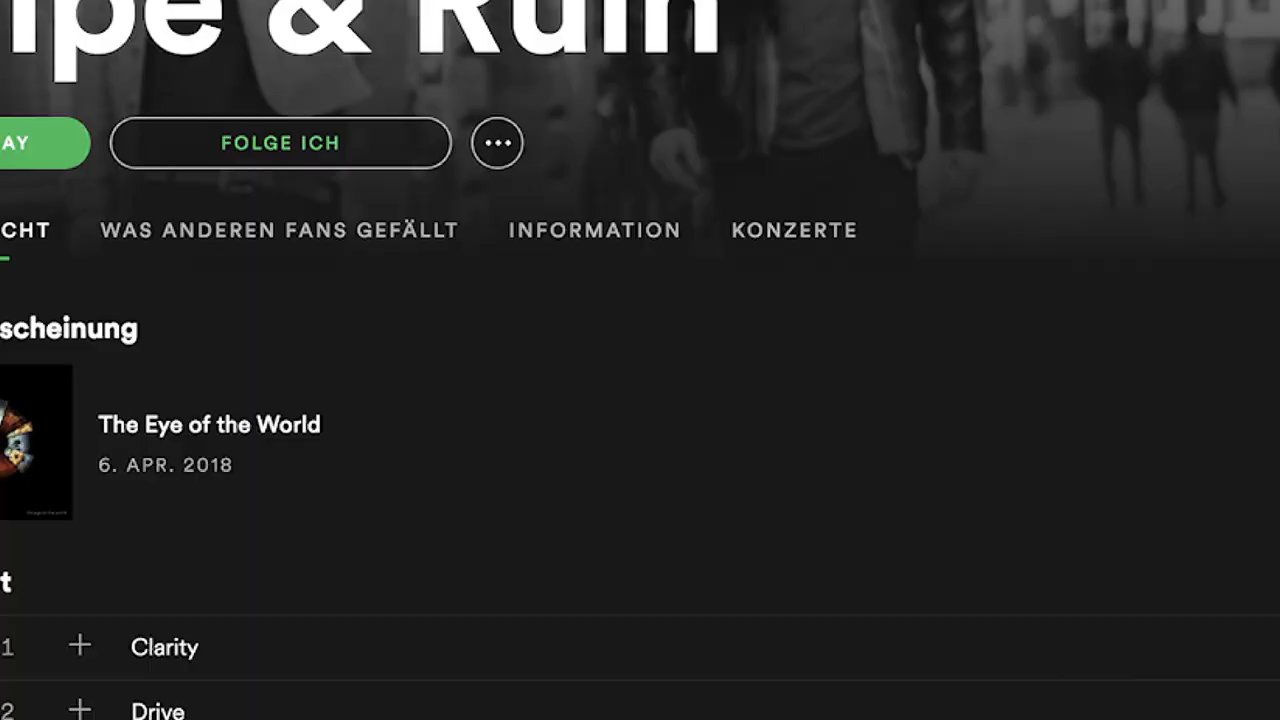 ipe & Ruin
AY
FOLGE ICH
CHT
WAS ANDEREN FANS GEFÄLLT
INFORMATION
KONZERTE
scheinung
The Eye of the World
6. APR. 2018
t
1
Clarity
2
Drive